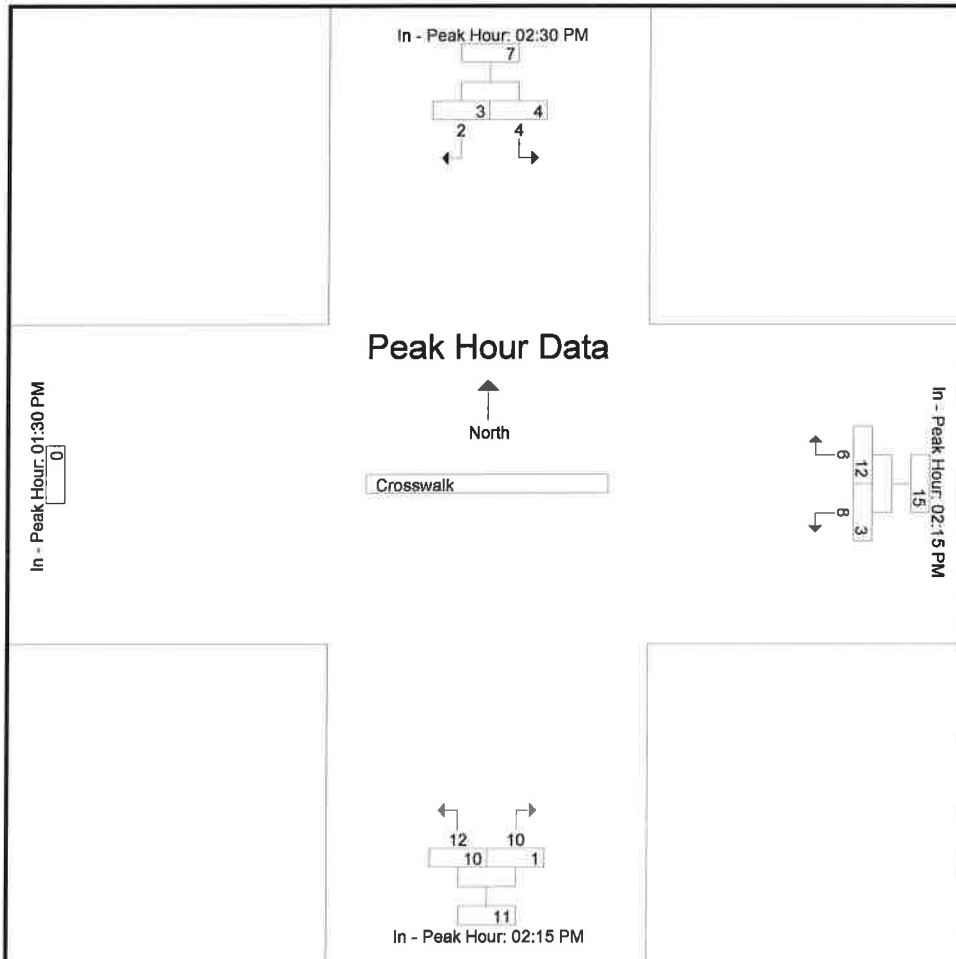 In - Peak Hour: 02:30 PM
7
3 4
2 4
Peak Hour Data
North
Crosswalk
In - Peak Hour: 01:30 PM
0
In - Peak Hour: 02:15 PM
15
12 3
9 8
12 10
10 1
11
In - Peak Hour: 02:15 PM